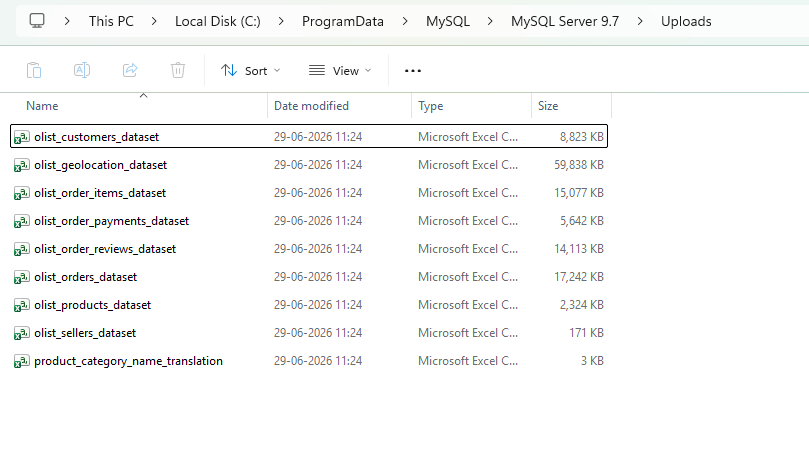 This PC > Local Disk (C:) > ProgramData > MySQL > MySQL Server 9.7 > Uploads
Sort View ...
Name Date modified Type Size
olist_customers_dataset 29-06-2026 11:24 Microsoft Excel C... 8,823 KB
olist_geolocation_dataset 29-06-2026 11:24 Microsoft Excel C... 59,838 KB
olist_order_items_dataset 29-06-2026 11:24 Microsoft Excel C... 15,077 KB
olist_order_payments_dataset 29-06-2026 11:24 Microsoft Excel C... 5,642 KB
olist_order_reviews_dataset 29-06-2026 11:24 Microsoft Excel C... 14,113 KB
olist_orders_dataset 29-06-2026 11:24 Microsoft Excel C... 17,242 KB
olist_products_dataset 29-06-2026 11:24 Microsoft Excel C... 2,324 KB
olist_sellers_dataset 29-06-2026 11:24 Microsoft Excel C... 171 KB
product_category_name_translation 29-06-2026 11:24 Microsoft Excel C... 3 KB